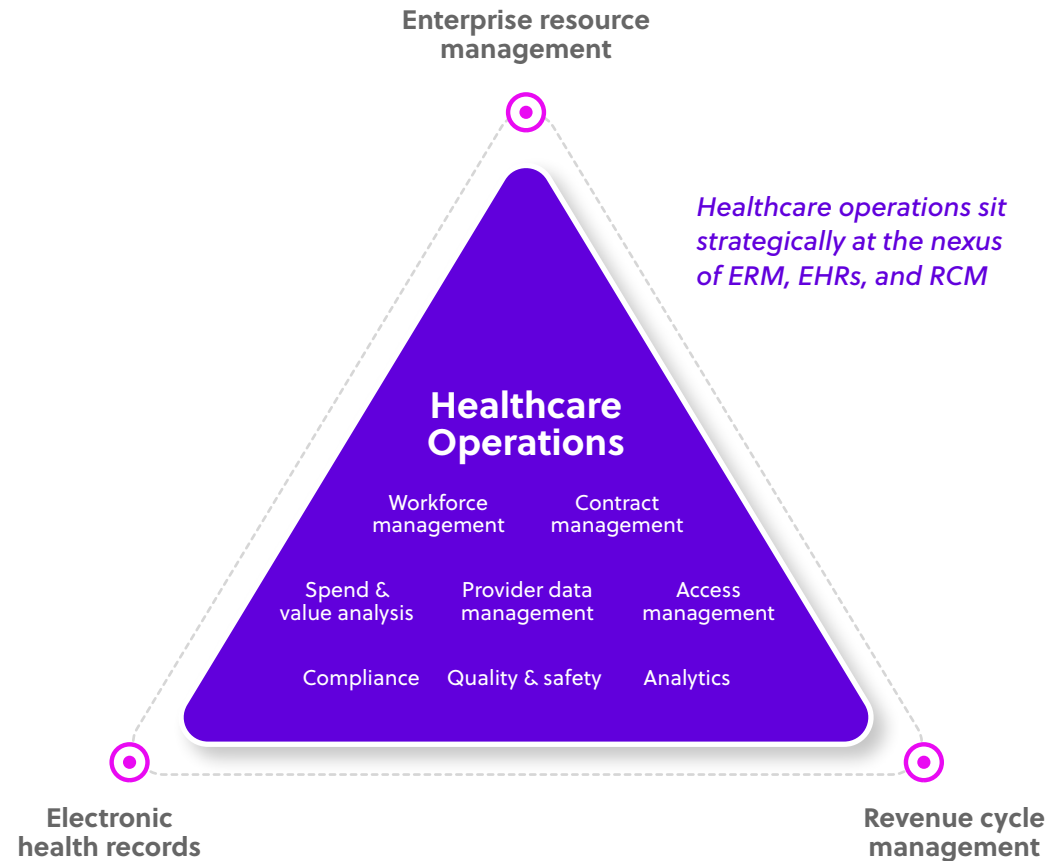 Enterprise resource
management
Healthcare operations sit
strategically at the nexus
of ERM, EHRs, and RCM
Healthcare
Operations
Workforce
management
Contract
management
Spend &
value analysis
Provider data
management
Access
management
Compliance
Quality & safety
Analytics
Electronic
health records
Revenue cycle
management